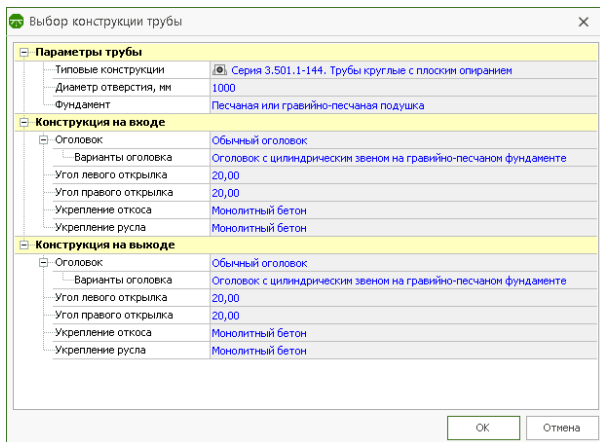 Выбор конструкции трубы
Параметры трубы
Типовые конструкции Серия 3.501.1-144. Трубы круглые с плоским опиранием
Диаметр отверстия, мм 1000
Фундамент Песчаная или гравийно-песчаная подушка
Конструкция на входе
Оголовок Обычный оголовок
Варианты оголовка Оголовок с цилиндрическим звеном на гравийно-песчаном фундаменте
Угол левого открылка 20,00
Угол правого открылка 20,00
Укрепление откоса Монолитный бетон
Укрепление русла Монолитный бетон
Конструкция на выходе
Оголовок Обычный оголовок
Варианты оголовка Оголовок с цилиндрическим звеном на гравийно-песчаном фундаменте
Угол левого открылка 20,00
Угол правого открылка 20,00
Укрепление откоса Монолитный бетон
Укрепление русла Монолитный бетон
OK Отмена